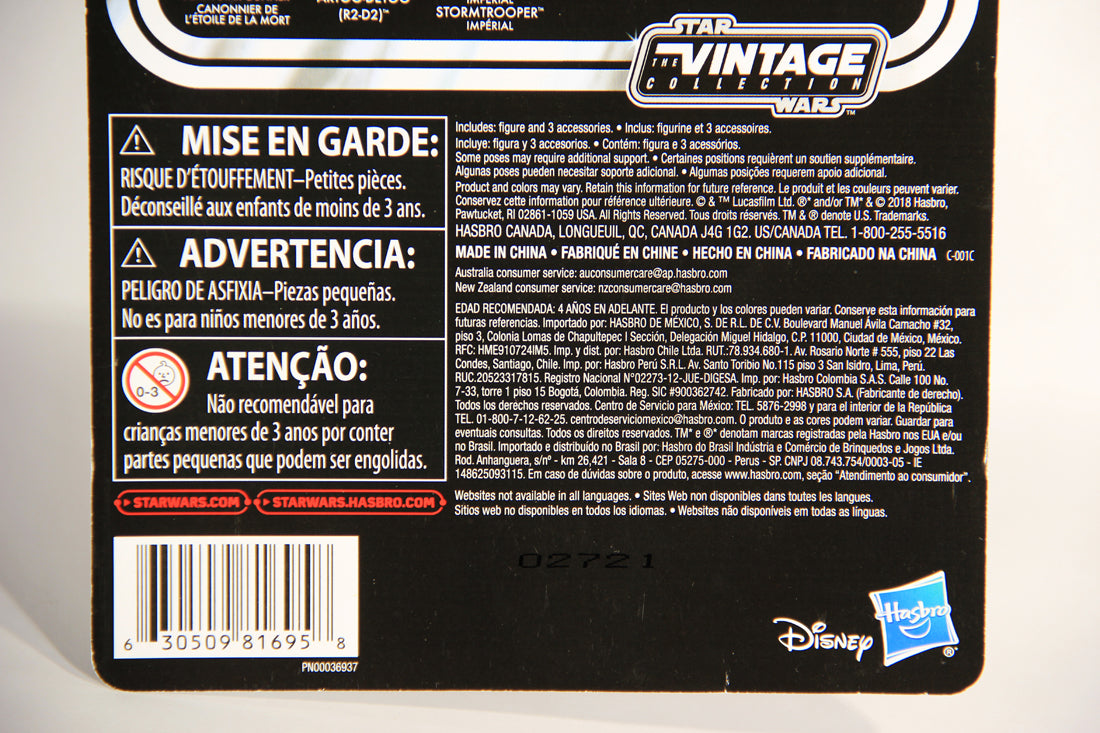 CANONNIER DE
L'ÉTOILE DE LA MORT
(R2-D2)™
IMPERIAL
STORMTROOPER™
IMPÉRIAL
STAR
THE VINTAGE
COLLECTION
WARS™
MISE EN GARDE:
RISQUE D'ÉTOUFFEMENT–Petites pièces.
Déconseillé aux enfants de moins de 3 ans.
ADVERTENCIA:
PELIGRO DE ASFIXIA–Piezas pequeñas.
No es para niños menores de 3 años.
0-3
ATENÇÃO:
Não recomendável para
crianças menores de 3 anos por conter
partes pequenas que podem ser engolidas.
STARWARS.COM
STARWARS.HASBRO.COM
Includes: figure and 3 accessories. • Inclus: figurine et 3 accessoires.
Incluye: figura y 3 accesorios. • Contém: figura e 3 acessórios.
Some poses may require additional support. • Certaines positions requièrent un soutien supplémentaire.
Algunas poses pueden necesitar soporte adicional. • Algumas posições requerem apoio adicional.
Product and colors may vary. Retain this information for future reference. Le produit et les couleurs peuvent varier.
Conservez cette information pour référence ultérieure. © & ™ Lucasfilm Ltd. ®* and/or TM* & © 2018 Hasbro,
Pawtucket, RI 02861-1059 USA. All Rights Reserved. Tous droits réservés. TM & ® denote U.S. Trademarks.
HASBRO CANADA, LONGUEUIL, QC, CANADA J4G 1G2. US/CANADA TEL. 1-800-255-5516
MADE IN CHINA • FABRIQUÉ EN CHINE • HECHO EN CHINA • FABRICADO NA CHINA C-001C
Australia consumer service: auconsumercare@ap.hasbro.com
New Zealand consumer service: nzconsumercare@hasbro.com
EDAD RECOMENDADA: 4 AÑOS EN ADELANTE. El producto y los colores pueden variar. Conserve esta información para
futuras referencias. Importado por: HASBRO DE MÉXICO, S. DE R.L. DE C.V. Boulevard Manuel Ávila Camacho #32,
piso 3, Colonia Lomas de Chapultepec I Sección, Delegación Miguel Hidalgo, C.P. 11000, Ciudad de México, México.
RFC: HME910724IM5. Imp. y dist. por: Hasbro Chile Ltda. RUT.:78.934.680-1. Av. Rosario Norte # 555, piso 22 Las
Condes, Santiago, Chile. Imp. por: Hasbro Perú S.R.L. Av. Santo Toribio No.115 piso 3 San Isidro, Lima, Perú.
RUC.20523317815. Registro Nacional N°02273-12-JUE-DIGESA. Imp. por: Hasbro Colombia S.A.S. Calle 100 No.
7-33, torre 1 piso 15 Bogotá, Colombia. Reg. SIC #900362742. Fabricado por: HASBRO S.A. (Fabricante de derecho).
Todos los derechos reservados. Centro de Servicio para México: TEL. 5876-2998 y para el interior de la República
TEL. 01-800-7-12-62-25. centrodeserviciomexico@hasbro.com. O produto e as cores podem variar. Guardar para
eventuais consultas. Todos os direitos reservados. TM* e ®* denotam marcas registradas pela Hasbro nos EUA e/ou
no Brasil. Importado e distribuído no Brasil por: Hasbro do Brasil Indústria e Comércio de Brinquedos e Jogos Ltda.
Rod. Anhanguera, s/nº - km 26,421 - Sala 8 - CEP 05275-000 - Perus - SP. CNPJ 08.743.754/0003-05 - IE
148625093115. Em caso de dúvidas sobre o produto, acesse www.hasbro.com, seção "Atendimento ao consumidor".
Websites not available in all languages. • Sites Web non disponibles dans toutes les langues.
Sitios web no disponibles en todos los idiomas. • Websites não disponíveis em todas as línguas.
02721
6 30509 81695 8
PN00036937
Disney
Hasbro
®